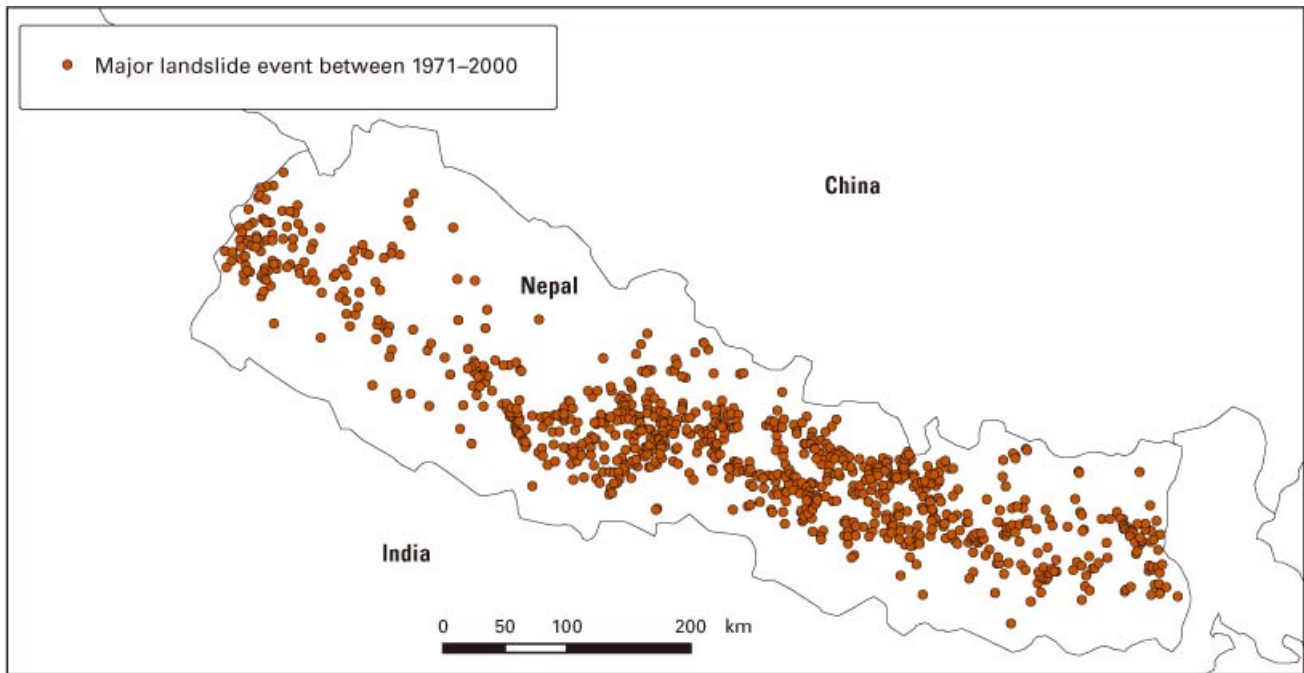 Major landslide event between 1971–2000
China
Nepal
India
0 50 100 200 km